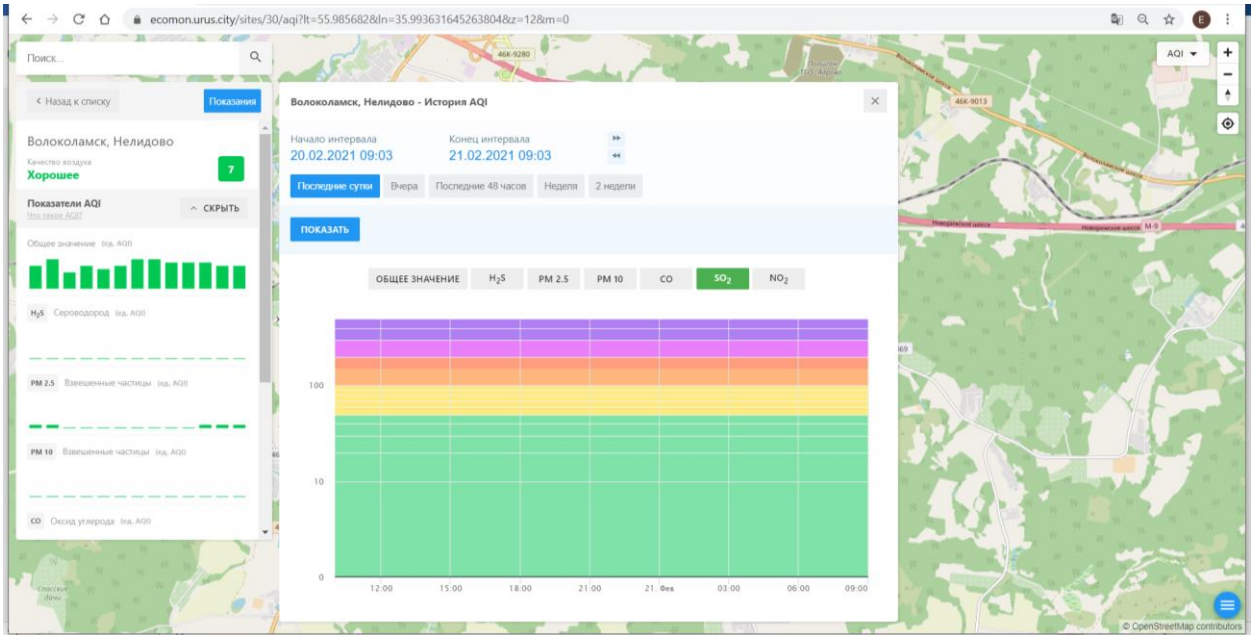 ecomon.urus.city/sites/30/aqi?lt=55.985682&ln=35.99363164526380​4&z=12&m=0
E
Поиск...
46К-9280
AQI
Назад к списку
Показания
Волоколамск, Нелидово - История AQI
46К-9013
Волоколамск, Нелидово
Качество воздуха
Хорошее
7
Начало интервала
Конец интервала
20.02.2021 09:03
21.02.2021 09:03
Последние сутки
Вчера
Последние 48 часов
Неделя
2 недели
Показатели AQI
Что такое AQI?
СКРЫТЬ
ПОКАЗАТЬ
Новорижское шоссе
Новорижское шоссе
М-9
Общее значение (ед. AQI)
ОБЩЕЕ ЗНАЧЕНИЕ
H₂S
PM 2.5
PM 10
CO
SO₂
NO₂
H₂S Сероводород (ед. AQI)
PM 2.5 Взвешенные частицы (ед. AQI)
PM 10 Взвешенные частицы (ед. AQI)
CO Оксид углерода (ед. AQI)
100
10
0
12:00
15:00
18:00
21:00
21. Фев
03:00
06:00
09:00
© OpenStreetMap contributors